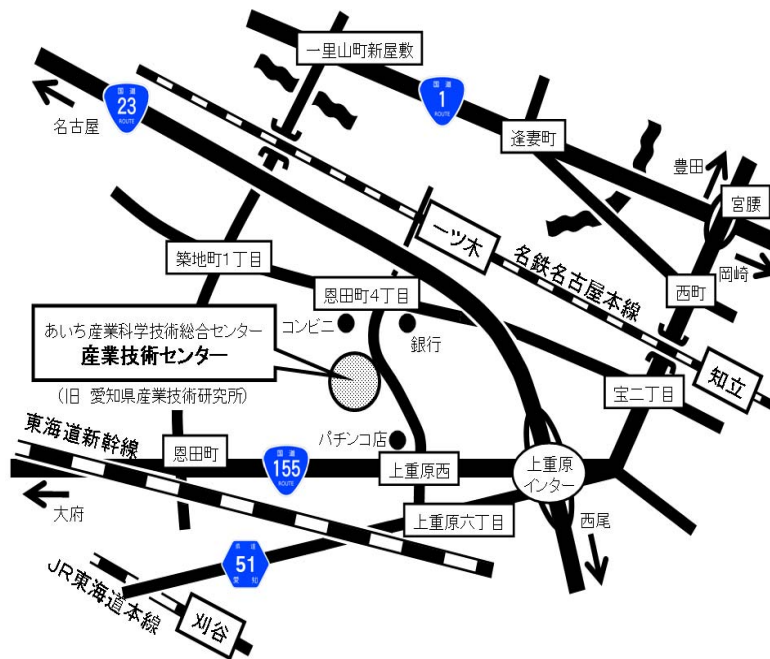 一里山町新屋敷
国道
23
ROUTE
国道
1
ROUTE
名古屋
逢妻町
豊田
宮腰
一ツ木
名鉄名古屋本線
岡崎
築地町1丁目
西町
恩田町4丁目
コンビニ
銀行
あいち産業科学技術総合センター
産業技術センター
(旧 愛知県産業技術研究所)
知立
宝二丁目
東海道新幹線
パチンコ店
恩田町
国道
155
ROUTE
上重原西
上重原
インター
大府
上重原六丁目
西尾
県道
51
愛知
JR東海道本線
刈谷